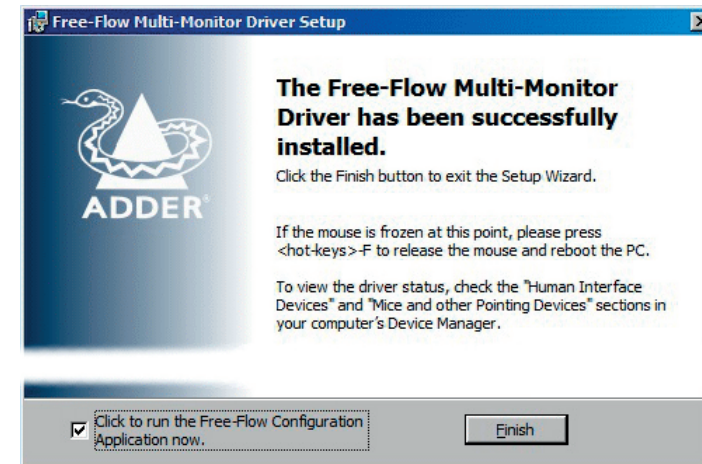 Free-Flow Multi-Monitor Driver Setup
The Free-Flow Multi-Monitor
Driver has been successfully
installed.
Click the Finish button to exit the Setup Wizard.
ADDER®
If the mouse is frozen at this point, please press
<hot-keys>-F to release the mouse and reboot the PC.
To view the driver status, check the "Human Interface
Devices" and "Mice and other Pointing Devices" sections in
your computer's Device Manager.
Click to run the Free-Flow Configuration
Application now.
Finish